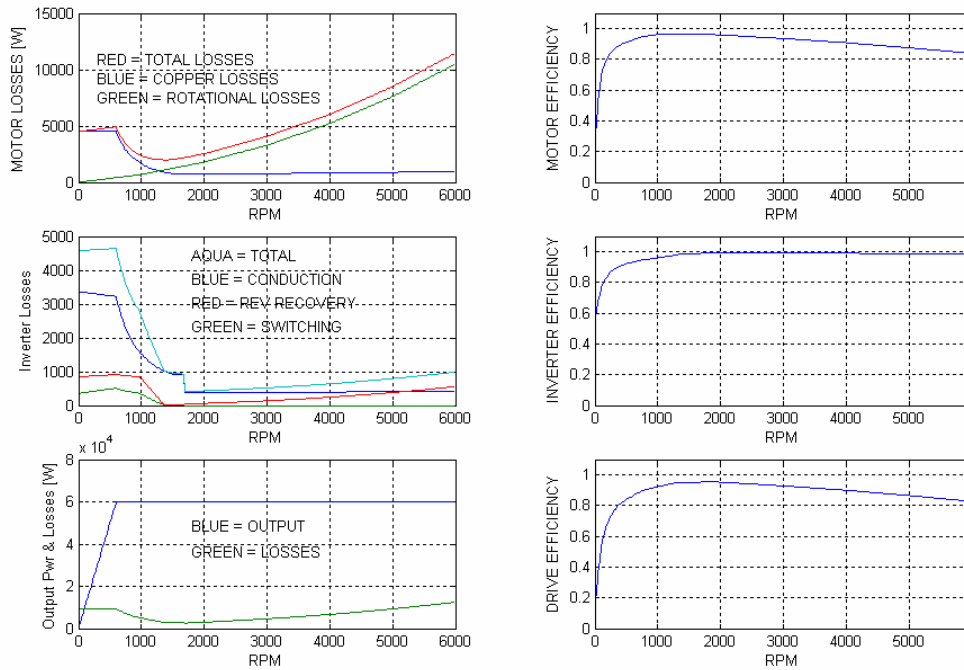 15000
10000
5000
0
MOTOR LOSSES [W]
RED = TOTAL LOSSES
BLUE = COPPER LOSSES
GREEN = ROTATIONAL LOSSES
0 1000 2000 3000 4000 5000 6000
RPM
1
0.8
0.6
0.4
0.2
0
MOTOR EFFICIENCY
0 1000 2000 3000 4000 5000
RPM
5000
4000
3000
2000
1000
0
Inverter Losses
AQUA = TOTAL
BLUE = CONDUCTION
RED = REV RECOVERY
GREEN = SWITCHING
0 1000 2000 3000 4000 5000 6000
RPM
1
0.8
0.6
0.4
0.2
0
INVERTER EFFICIENCY
0 1000 2000 3000 4000 5000
RPM
x 10^4
8
6
4
2
0
Output Pwr & Losses [W]
BLUE = OUTPUT
GREEN = LOSSES
0 1000 2000 3000 4000 5000 6000
RPM
1
0.8
0.6
0.4
0.2
0
DRIVE EFFICIENCY
0 1000 2000 3000 4000 5000
RPM